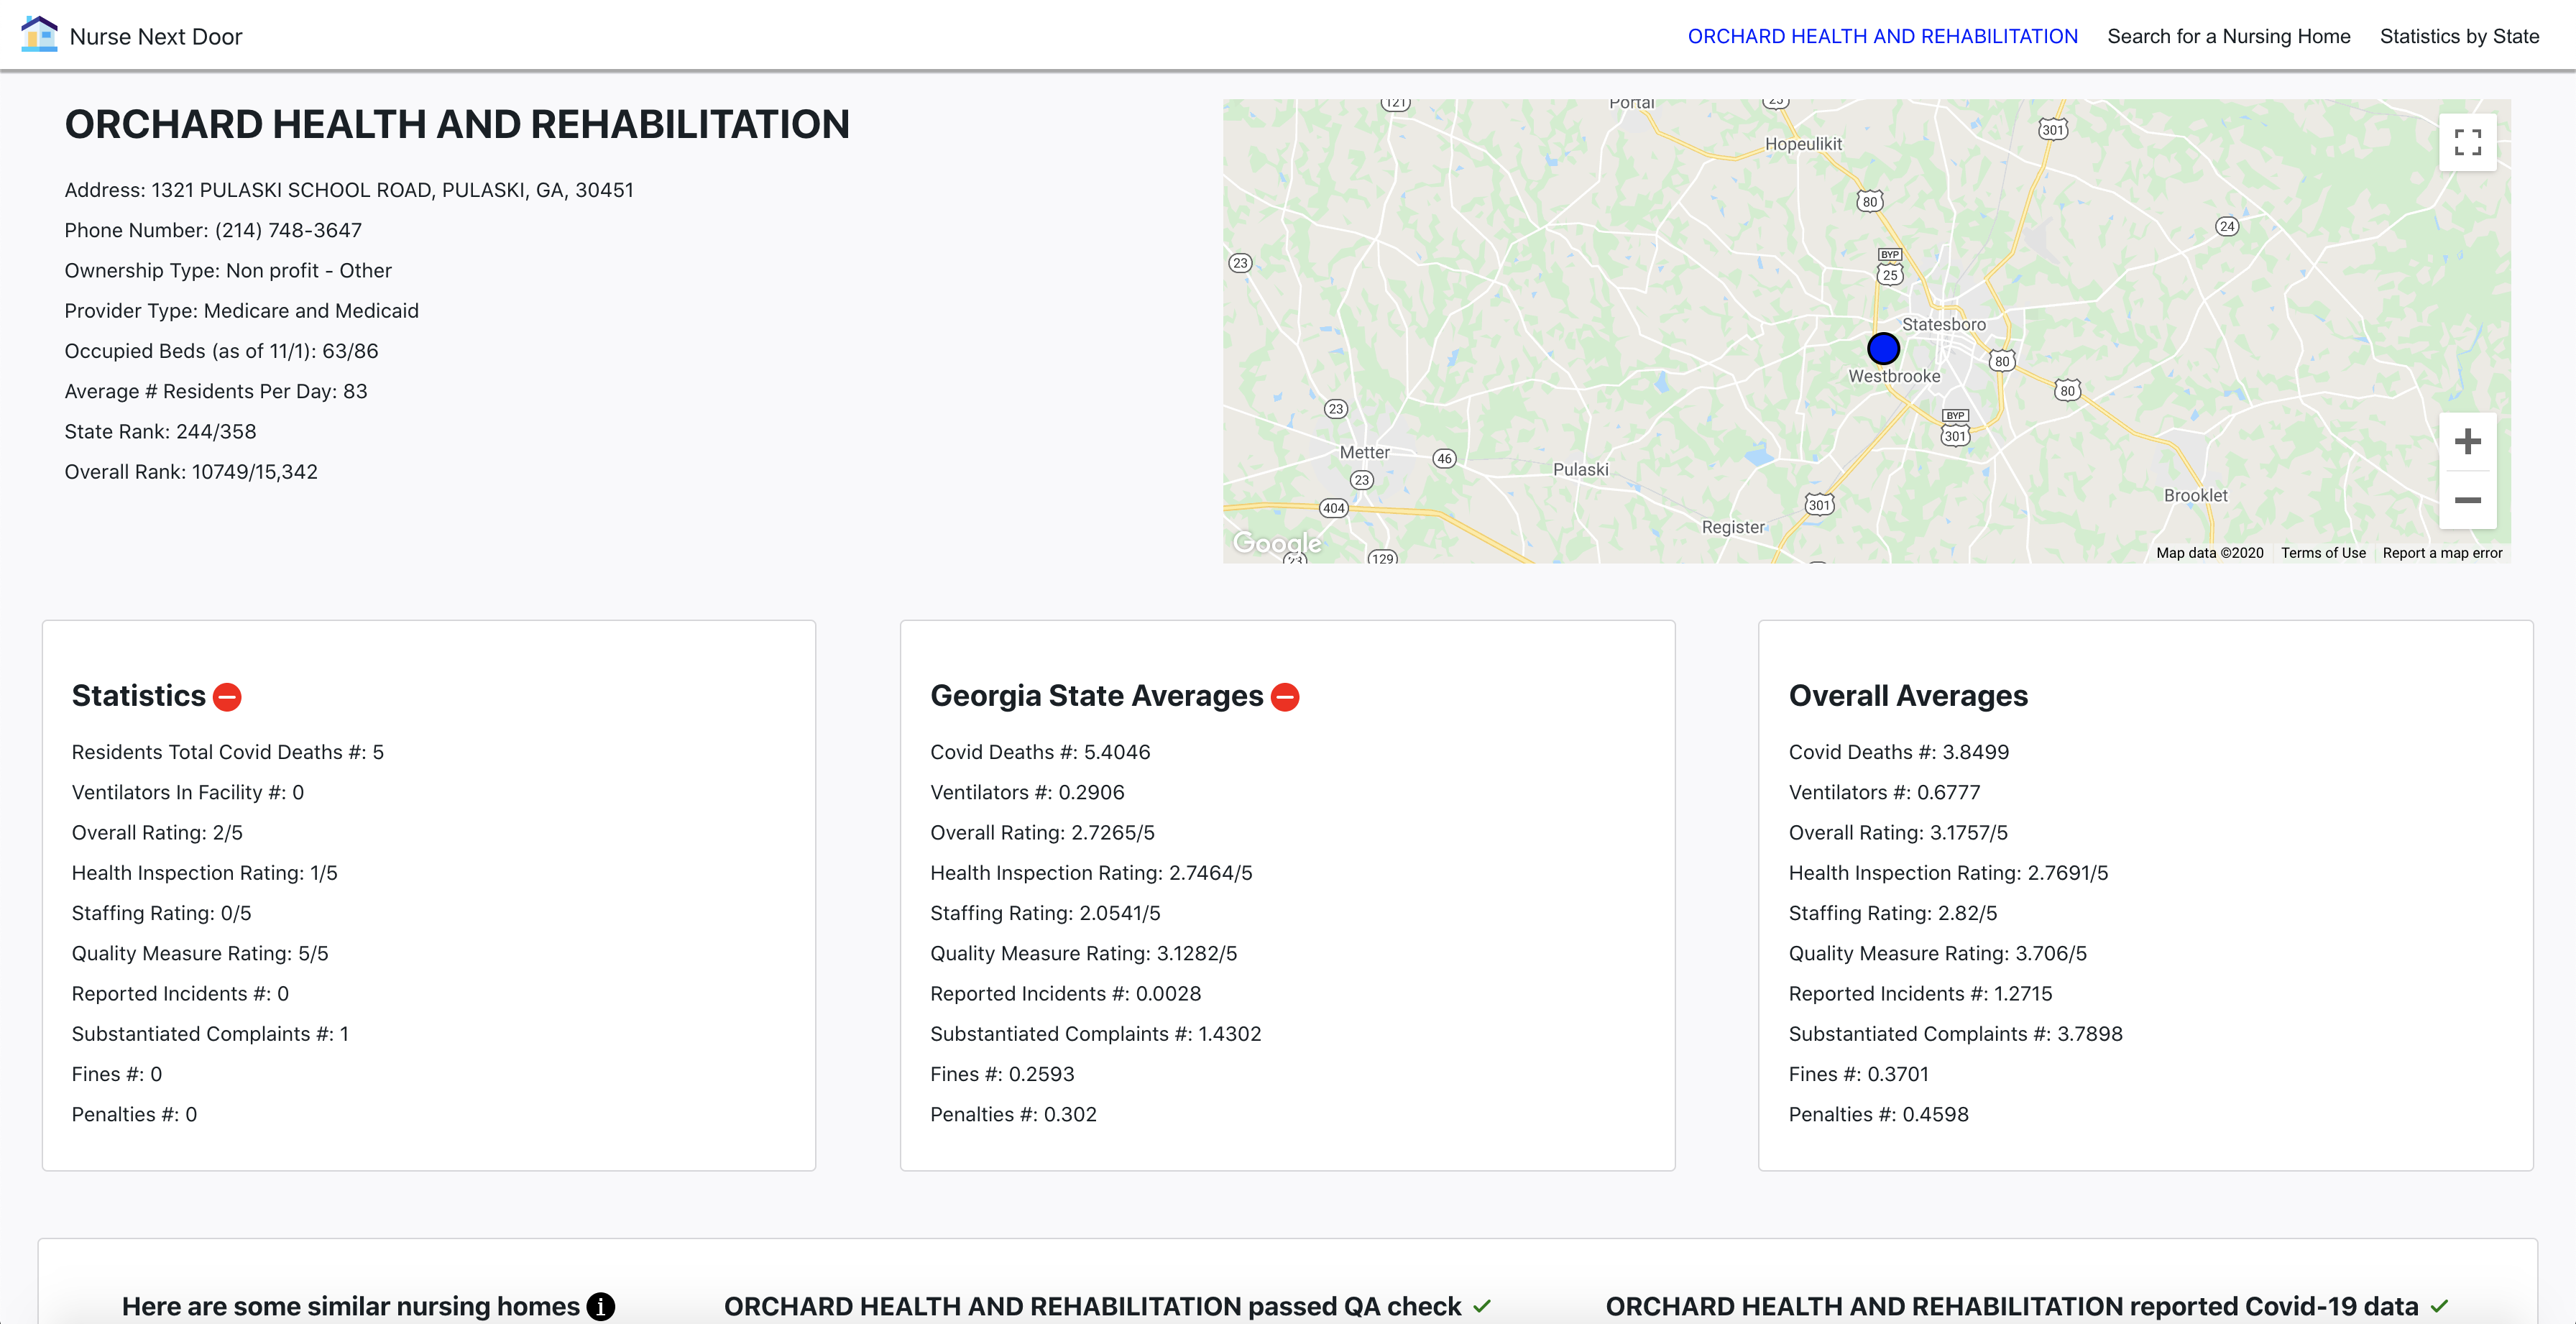 Nurse Next Door
ORCHARD HEALTH AND REHABILITATION
Search for a Nursing Home
Statistics by State
ORCHARD HEALTH AND REHABILITATION
Address: 1321 PULASKI SCHOOL ROAD, PULASKI, GA, 30451
Phone Number: (214) 748-3647
Ownership Type: Non profit - Other
Provider Type: Medicare and Medicaid
Occupied Beds (as of 11/1): 63/86
Average # Residents Per Day: 83
State Rank: 244/358
Overall Rank: 10749/15,342
121
Portal
25
301
Hopeulikit
80
24
BYP
25
23
Statesboro
80
Westbrooke
80
23
BYP
301
Metter
46
Pulaski
23
301
Brooklet
404
Register
Google
23
129
Map data ©2020
Terms of Use
Report a map error
Statistics
Residents Total Covid Deaths #: 5
Ventilators In Facility #: 0
Overall Rating: 2/5
Health Inspection Rating: 1/5
Staffing Rating: 0/5
Quality Measure Rating: 5/5
Reported Incidents #: 0
Substantiated Complaints #: 1
Fines #: 0
Penalties #: 0
Georgia State Averages
Covid Deaths #: 5.4046
Ventilators #: 0.2906
Overall Rating: 2.7265/5
Health Inspection Rating: 2.7464/5
Staffing Rating: 2.0541/5
Quality Measure Rating: 3.1282/5
Reported Incidents #: 0.0028
Substantiated Complaints #: 1.4302
Fines #: 0.2593
Penalties #: 0.302
Overall Averages
Covid Deaths #: 3.8499
Ventilators #: 0.6777
Overall Rating: 3.1757/5
Health Inspection Rating: 2.7691/5
Staffing Rating: 2.82/5
Quality Measure Rating: 3.706/5
Reported Incidents #: 1.2715
Substantiated Complaints #: 3.7898
Fines #: 0.3701
Penalties #: 0.4598
Here are some similar nursing homes
ORCHARD HEALTH AND REHABILITATION passed QA check
ORCHARD HEALTH AND REHABILITATION reported Covid-19 data